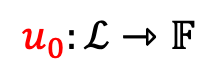 u₀: ℒ → 𝔽